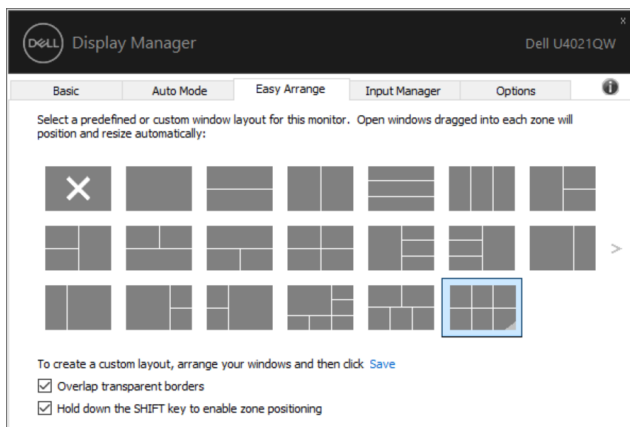 DELL Display Manager
Dell U4021QW
x
Basic Auto Mode Easy Arrange Input Manager Options i
Select a predefined or custom window layout for this monitor. Open windows dragged into each zone will
position and resize automatically:
>
To create a custom layout, arrange your windows and then click Save
Overlap transparent borders
Hold down the SHIFT key to enable zone positioning